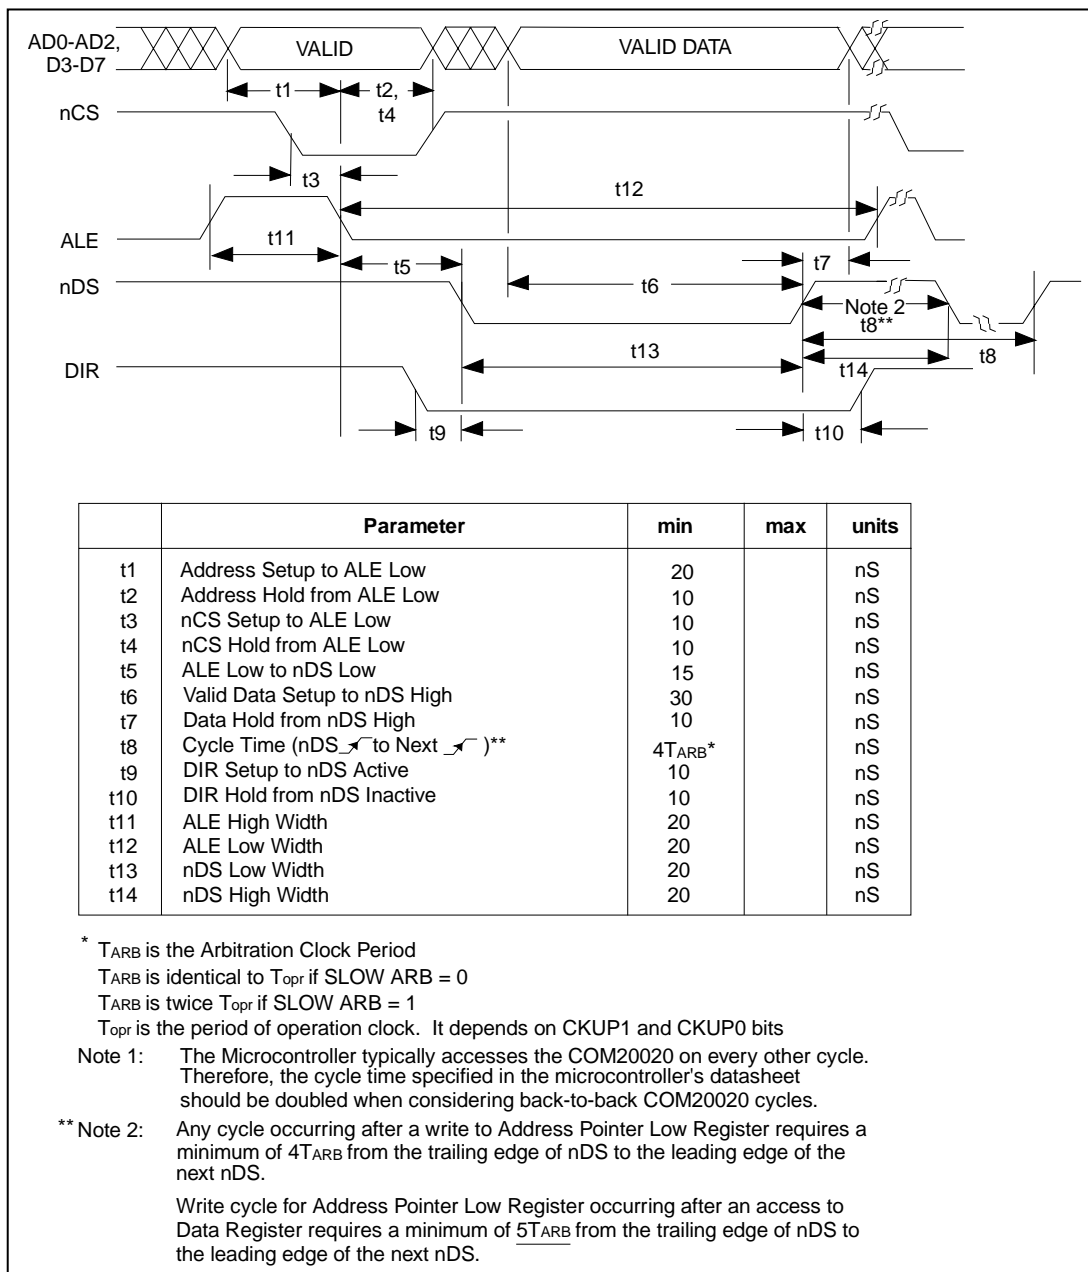 AD0-AD2,
D3-D7
VALID
VALID DATA
t1
t2,
t4
nCS
t3
t12
ALE
t11
t5
t7
nDS
t6
Note 2
t8**
t13
t8
DIR
t14
t9
t10
Parameter min max units
t1 Address Setup to ALE Low 20 nS
t2 Address Hold from ALE Low 10 nS
t3 nCS Setup to ALE Low 10 nS
t4 nCS Hold from ALE Low 10 nS
t5 ALE Low to nDS Low 15 nS
t6 Valid Data Setup to nDS High 30 nS
t7 Data Hold from nDS High 10 nS
t8 Cycle Time (nDS to Next )** 4TARB* nS
t9 DIR Setup to nDS Active 10 nS
t10 DIR Hold from nDS Inactive 10 nS
t11 ALE High Width 20 nS
t12 ALE Low Width 20 nS
t13 nDS Low Width 20 nS
t14 nDS High Width 20 nS
* TARB is the Arbitration Clock Period
TARB is identical to Topr if SLOW ARB = 0
TARB is twice Topr if SLOW ARB = 1
Topr is the period of operation clock. It depends on CKUP1 and CKUP0 bits
Note 1: The Microcontroller typically accesses the COM20020 on every other cycle.
Therefore, the cycle time specified in the microcontroller's datasheet
should be doubled when considering back-to-back COM20020 cycles.
** Note 2: Any cycle occurring after a write to Address Pointer Low Register requires a
minimum of 4TARB from the trailing edge of nDS to the leading edge of the
next nDS.
Write cycle for Address Pointer Low Register occurring after an access to
Data Register requires a minimum of 5TARB from the trailing edge of nDS to
the leading edge of the next nDS.